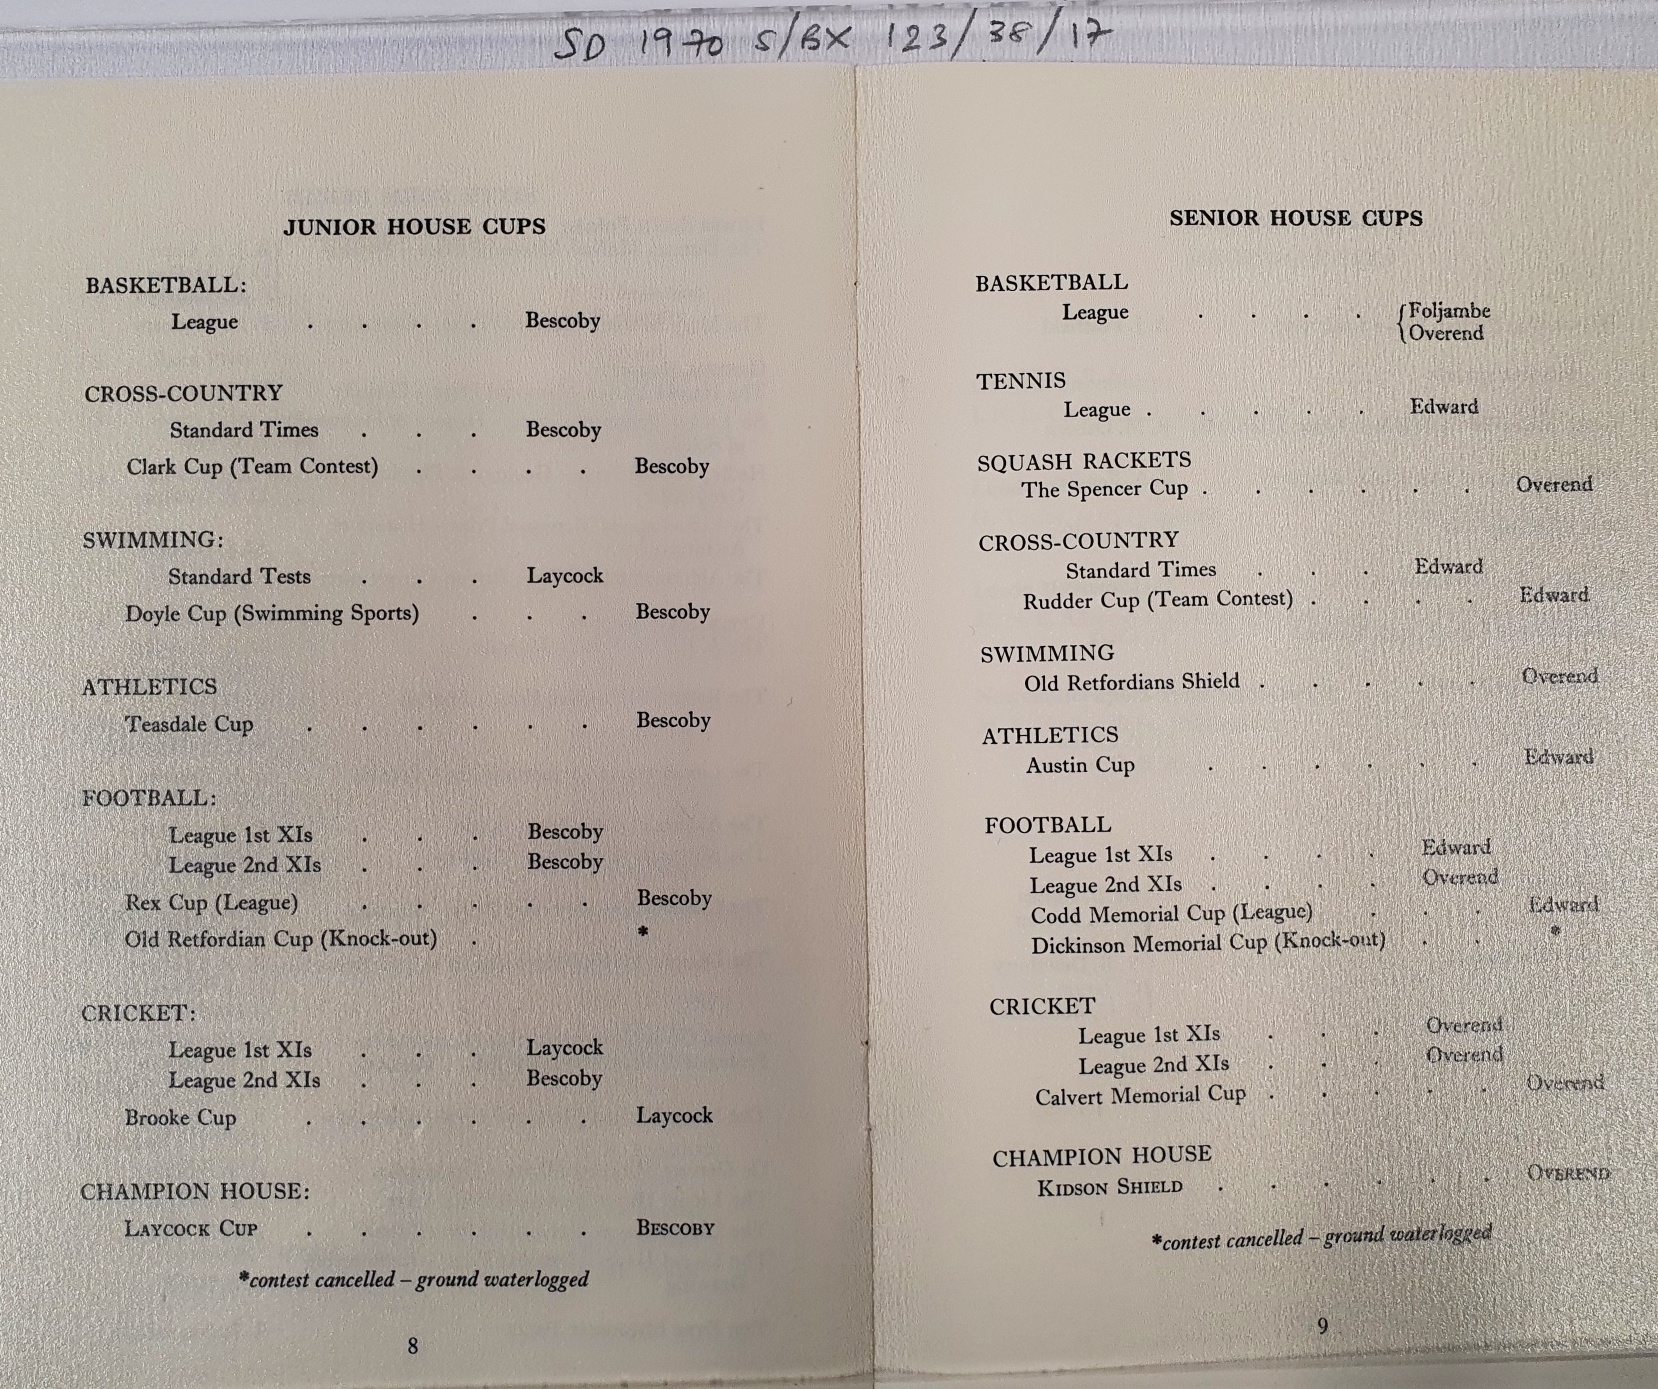 SD 1970 S/BX 123/38/17
JUNIOR HOUSE CUPS
BASKETBALL:
League . . . . Bescoby
CROSS-COUNTRY
Standard Times . . . Bescoby
Clark Cup (Team Contest) . . . . Bescoby
SWIMMING:
Standard Tests . . . Laycock
Doyle Cup (Swimming Sports) . . . Bescoby
ATHLETICS
Teasdale Cup . . . . . . Bescoby
FOOTBALL:
League 1st XIs . . . Bescoby
League 2nd XIs . . . Bescoby
Rex Cup (League) . . . . . Bescoby
Old Retfordian Cup (Knock-out) . *
CRICKET:
League 1st XIs . . . Laycock
League 2nd XIs . . . Bescoby
Brooke Cup . . . . . . Laycock
CHAMPION HOUSE:
LAYCOCK CUP . . . . . . BESCOBY
*contest cancelled – ground waterlogged
8
SENIOR HOUSE CUPS
BASKETBALL
League . . . . {Foljambe
Overend
TENNIS
League . . . . . Edward
SQUASH RACKETS
The Spencer Cup . . . . . . Overend
CROSS-COUNTRY
Standard Times . . . Edward
Rudder Cup (Team Contest) . . . . Edward
SWIMMING
Old Retfordians Shield . . . . . Overend
ATHLETICS
Austin Cup . . . . . . Edward
FOOTBALL
League 1st XIs . . . . Edward
League 2nd XIs . . . . Overend
Codd Memorial Cup (League) . . . Edward
Dickinson Memorial Cup (Knock-out) . . *
CRICKET
League 1st XIs . . . Overend
League 2nd XIs . . . Overend
Calvert Memorial Cup . . . . . Overend
CHAMPION HOUSE
KIDSON SHIELD . . . . . . OVEREND
*contest cancelled – ground waterlogged
9